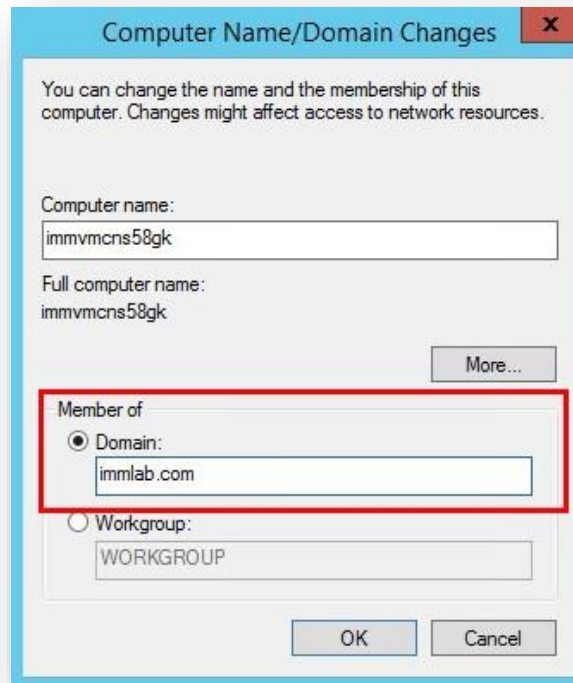 Computer Name/Domain Changes
x
You can change the name and the membership of this
computer. Changes might affect access to network resources.
Computer name:
immvmcns58gk
Full computer name:
immvmcns58gk
More...
Member of
Domain:
immlab.com
Workgroup:
WORKGROUP
OK Cancel